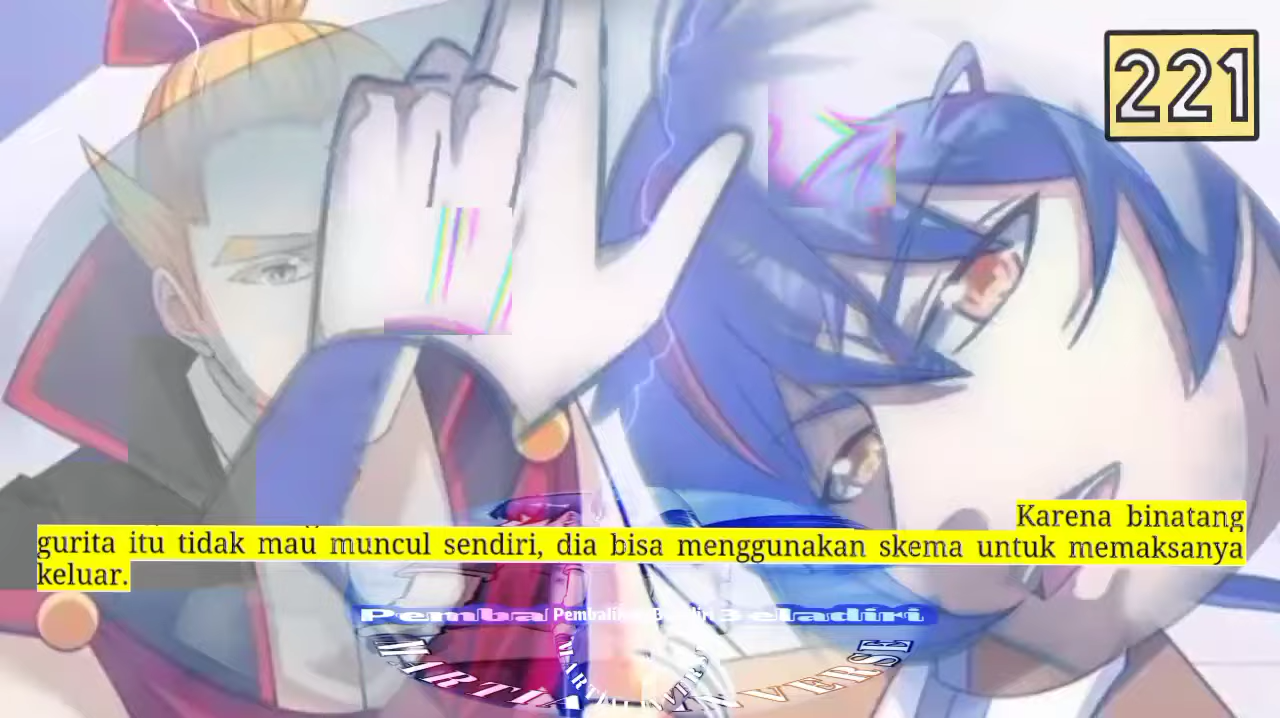 221
Karena binatang
gurita itu tidak mau muncul sendiri, dia bisa menggunakan skema untuk memaksanya
keluar.